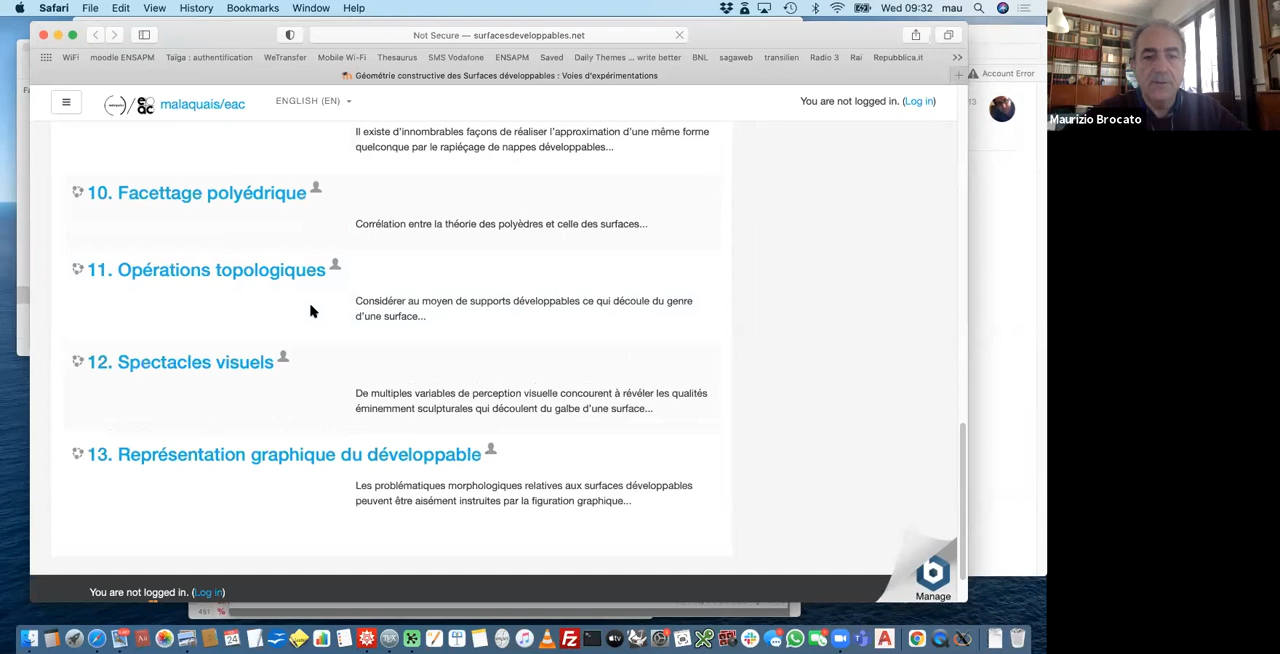 Safari File Edit View History Bookmarks Window Help
Wed 09:32 mau
Not Secure — surfacesdeveloppables.net
WiFi moodle ENSAPM Taïga : authentification WeTransfer Mobile Wi-Fi Thesaurus SMS Vodafone ENSAPM Saved Daily Themes ... write better BNL sagaweb transilien Radio 3 Rai Repubblica.it
Géométrie constructive des Surfaces développables : Voies d'expérimentations
Account Error
malaquais/eac
ENGLISH (EN)
You are not logged in. (Log in)
13
Maurizio Brocato
Il existe d'innombrables façons de réaliser l'approximation d'une même forme
quelconque par le rapiéçage de nappes développables...
10. Facettage polyédrique
Corrélation entre la théorie des polyèdres et celle des surfaces...
11. Opérations topologiques
Considérer au moyen de supports développables ce qui découle du genre
d'une surface...
12. Spectacles visuels
De multiples variables de perception visuelle concourent à révéler les qualités
éminemment sculpturales qui découlent du galbe d'une surface...
13. Représentation graphique du développable
Les problématiques morphologiques relatives aux surfaces développables
peuvent être aisément instruites par la figuration graphique...
Manage
You are not logged in. (Log in)
451 %